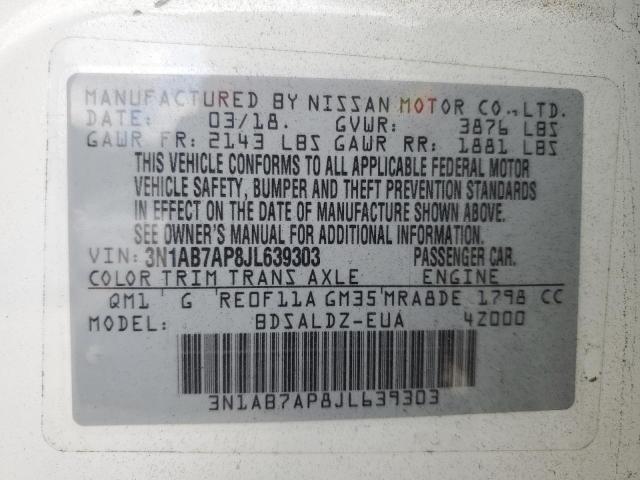 MANUFACTURED BY NISSAN MOTOR CO.,LTD.
DATE: 03/18. GVWR: 3876 LBS
GAWR FR: 2143 LBS GAWR RR: 1881 LBS
THIS VEHICLE CONFORMS TO ALL APPLICABLE FEDERAL MOTOR
VEHICLE SAFETY, BUMPER AND THEFT PREVENTION STANDARDS
IN EFFECT ON THE DATE OF MANUFACTURE SHOWN ABOVE.
SEE OWNER'S MANUAL FOR ADDITIONAL INFORMATION.
VIN: 3N1AB7AP8JL639303 PASSENGER CAR.
COLOR TRIM TRANS AXLE ENGINE
QM1 G RE0F11A GM35 MRA8DE 1798 CC
MODEL: BDSALDZ-EUA 42000
3N1AB7AP8JL639303